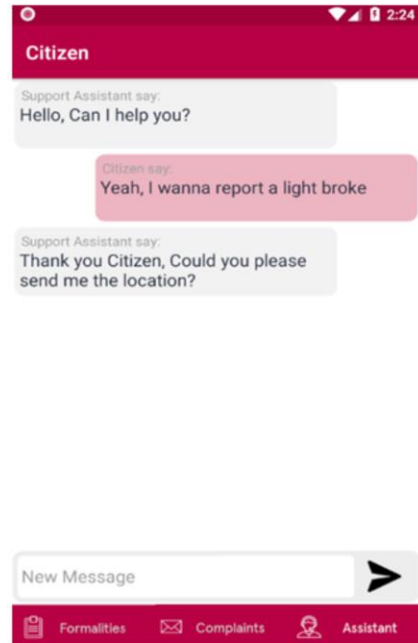 2:24
Citizen
Support Assistant say:
Hello, Can I help you?
Citizen say:
Yeah, I wanna report a light broke
Support Assistant say:
Thank you Citizen, Could you please
send me the location?
New Message
Formalities Complaints Assistant